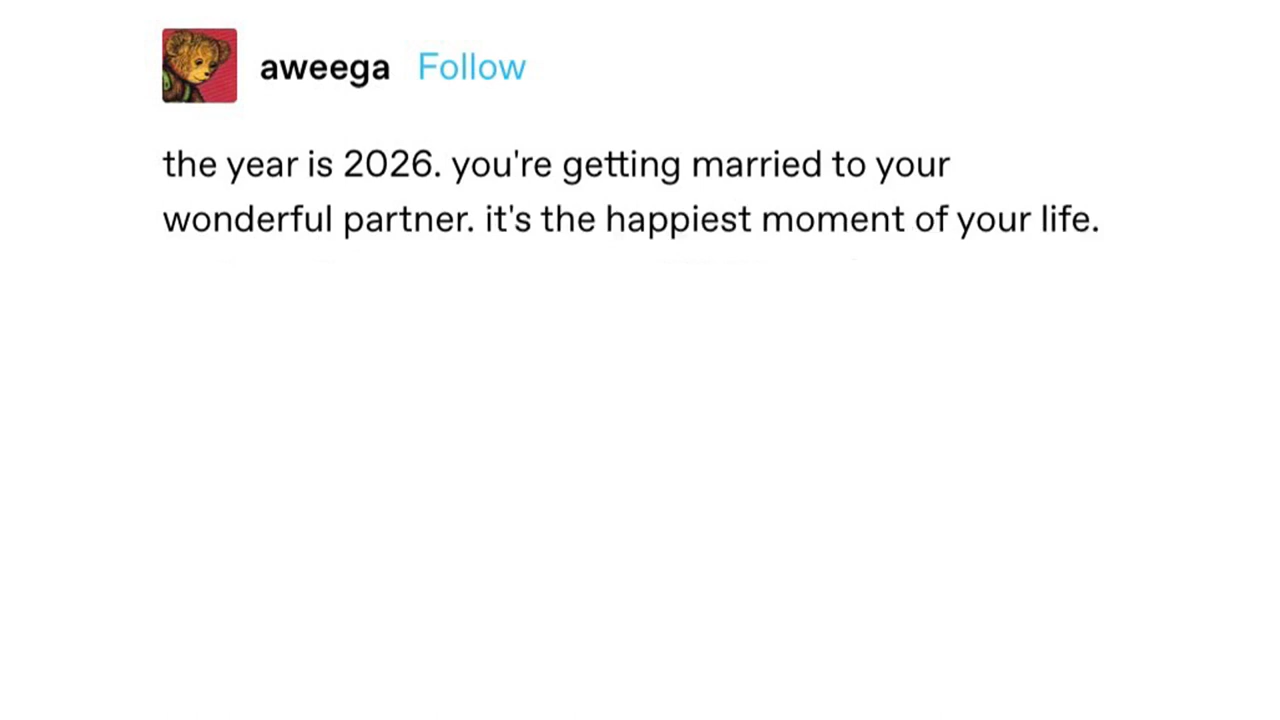 aweega Follow
the year is 2026. you're getting married to your
wonderful partner. it's the happiest moment of your life.